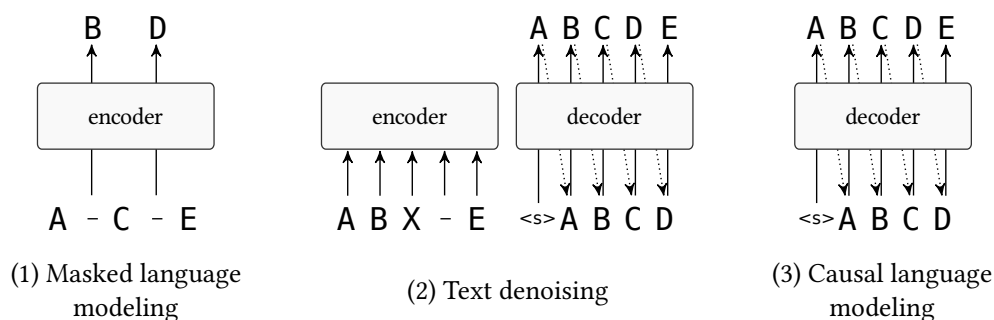 B D
encoder
A – C – E
(1) Masked language
modeling
A B C D E
encoder decoder
A B X – E <s> A B C D
(2) Text denoising
A B C D E
decoder
<s> A B C D
(3) Causal language
modeling